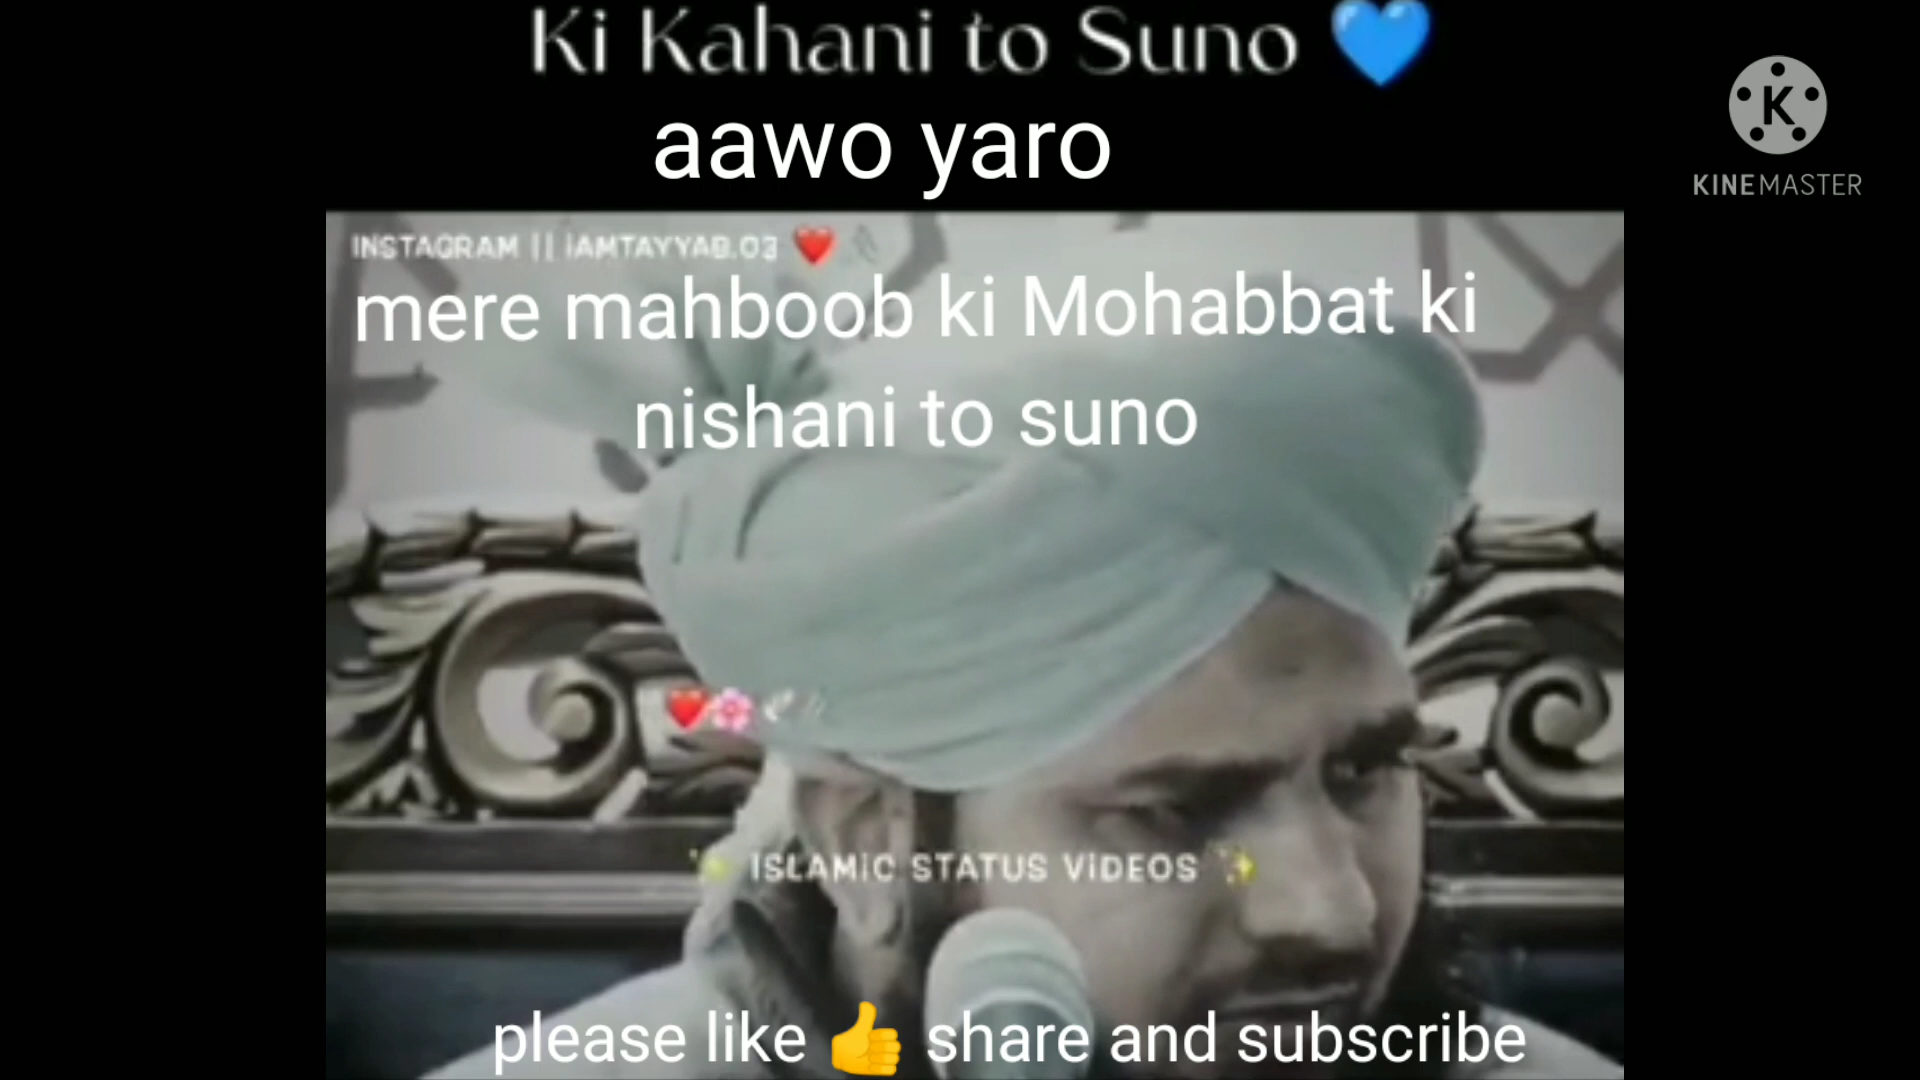 Ki Kahani to Suno 💙
aawo yaro
KINEMASTER
INSTAGRAM || iAMTAYYAB.03 ❤️
mere mahboob ki Mohabbat ki
nishani to suno
✨ ISLAMIC STATUS ViDEOS ✨
please like 👍 share and subscribe